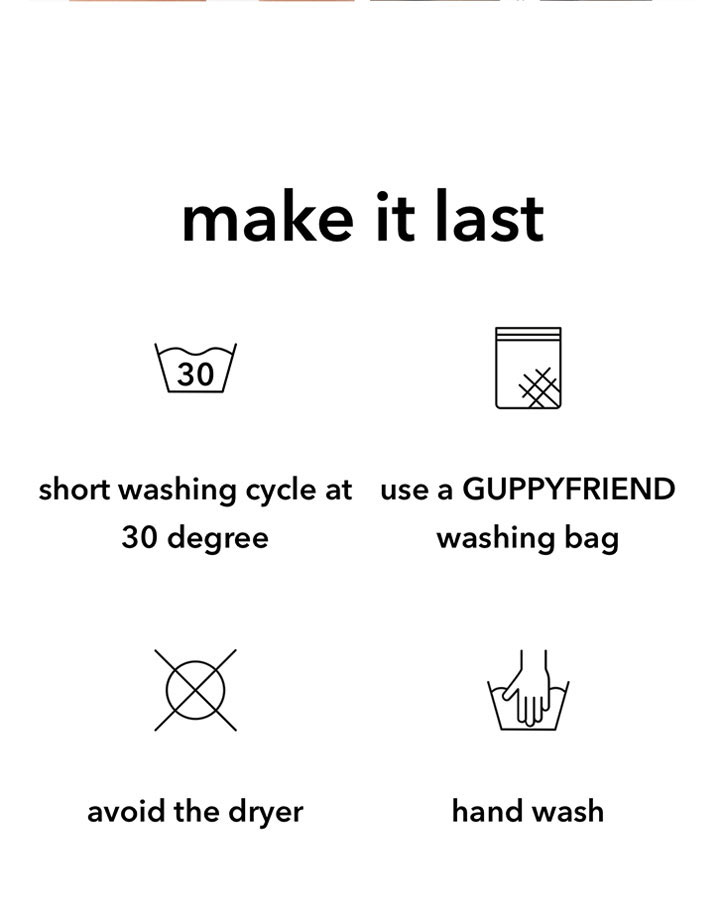 make it last
30
short washing cycle at
30 degree
use a GUPPYFRIEND
washing bag
avoid the dryer
hand wash